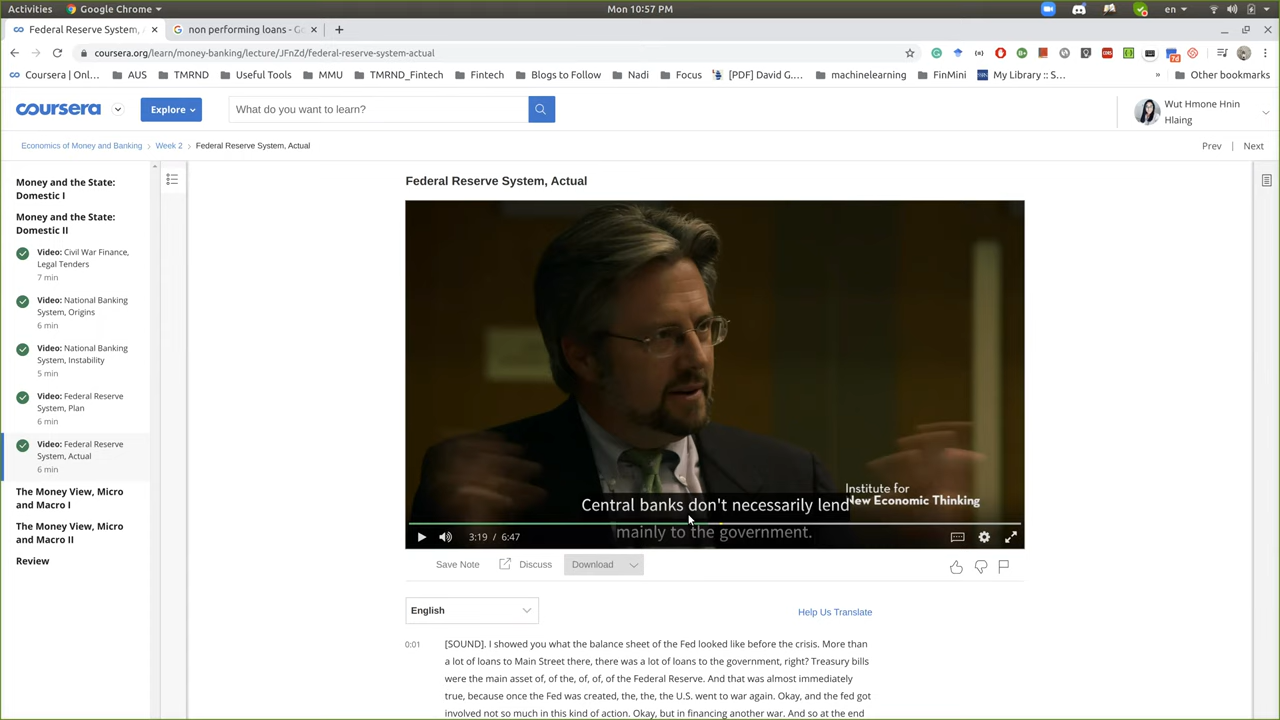 Activities
Google Chrome
Mon 10:57 PM
en
Federal Reserve System,
non performing loans - Go
coursera.org/learn/money-banking/lecture/JFnZd/federal-reserve-system-actual
Coursera | Onl...
AUS
TMRND
Useful Tools
MMU
TMRND_Fintech
Fintech
Blogs to Follow
Nadi
Focus
[PDF] David G....
machinelearning
FinMini
My Library :: S...
»
Other bookmarks
coursera
Explore
What do you want to learn?
Wut Hmone Hnin
Hlaing
Economics of Money and Banking
Week 2
Federal Reserve System, Actual
Prev
Next
Money and the State:
Domestic I
Money and the State:
Domestic II
Video: Civil War Finance,
Legal Tenders
7 min
Video: National Banking
System, Origins
6 min
Video: National Banking
System, Instability
5 min
Video: Federal Reserve
System, Plan
6 min
Video: Federal Reserve
System, Actual
6 min
The Money View, Micro
and Macro I
The Money View, Micro
and Macro II
Review
Federal Reserve System, Actual
Institute for
New Economic Thinking
Central banks don't necessarily lend
mainly to the government.
3:19 / 6:47
Save Note
Discuss
Download
English
Help Us Translate
0:01
[SOUND]. I showed you what the balance sheet of the Fed looked like before the crisis. More than
a lot of loans to Main Street there, there was a lot of loans to the government, right? Treasury bills
were the main asset of, of the, of, of, of the Federal Reserve. And that was almost immediately
true, because once the Fed was created, the, the, the U.S. went to war again. Okay, and the fed got
involved not so much in this kind of action. Okay, but in financing another war. And so at the end